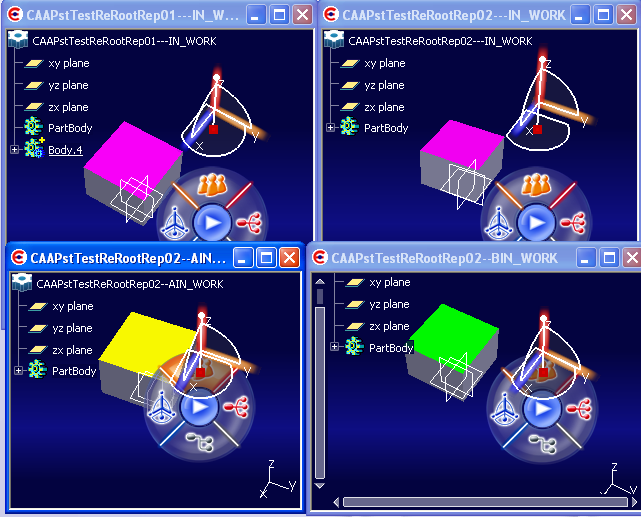 CAAPstTestReRootRep01---IN_W...
CAAPstTestReRootRep01---IN_WORK
xy plane
yz plane
zx plane
PartBody
Body.4
z
x
y
CAAPstTestReRootRep02---IN_WORK
CAAPstTestReRootRep02---IN_WORK
xy plane
yz plane
zx plane
PartBody
z
x
y
CAAPstTestReRootRep02--AIN...
CAAPstTestReRootRep02--AIN_WORK
xy plane
yz plane
zx plane
PartBody
z
x
y
z
y
x
CAAPstTestReRootRep02--BIN_WORK
xy plane
yz plane
zx plane
PartBody
z
x
y
z
y